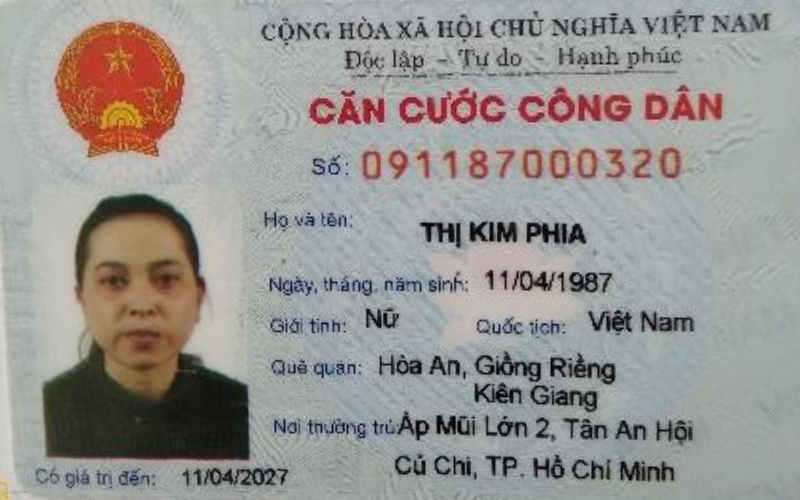 CỘNG HÒA XÃ HỘI CHỦ NGHĨA VIỆT NAM
Độc lập - Tự do - Hạnh phúc
CĂN CƯỚC CÔNG DÂN
Số: 091187000320
Họ và tên: THỊ KIM PHIA
Ngày, tháng, năm sinh: 11/04/1987
Giới tính: Nữ Quốc tịch: Việt Nam
Quê quán: Hòa An, Giồng Riềng
Kiên Giang
Nơi thường trú: Ấp Mũi Lớn 2, Tân An Hội
Củ Chi, TP. Hồ Chí Minh
Có giá trị đến: 11/04/2027